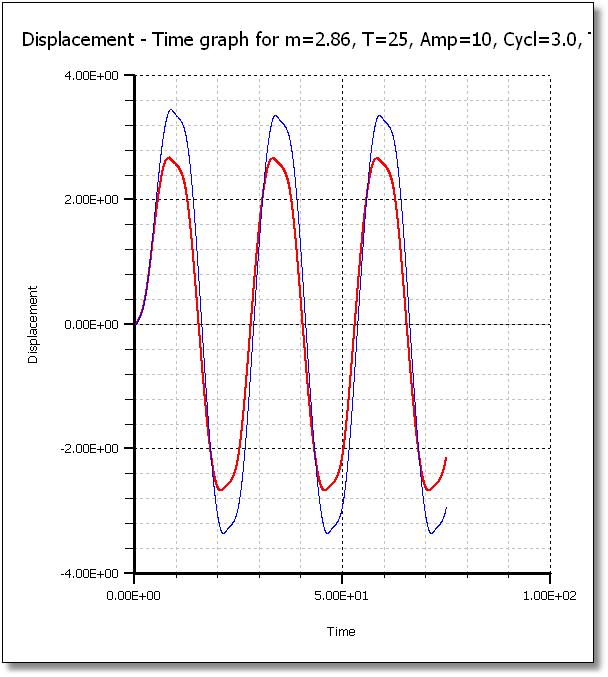 Displacement - Time graph for m=2.86, T=25, Amp=10, Cycl=3.0,
4.00E+00
2.00E+00
0.00E+00
-2.00E+00
-4.00E+00
Displacement
0.00E+00 5.00E+01 1.00E+02
Time